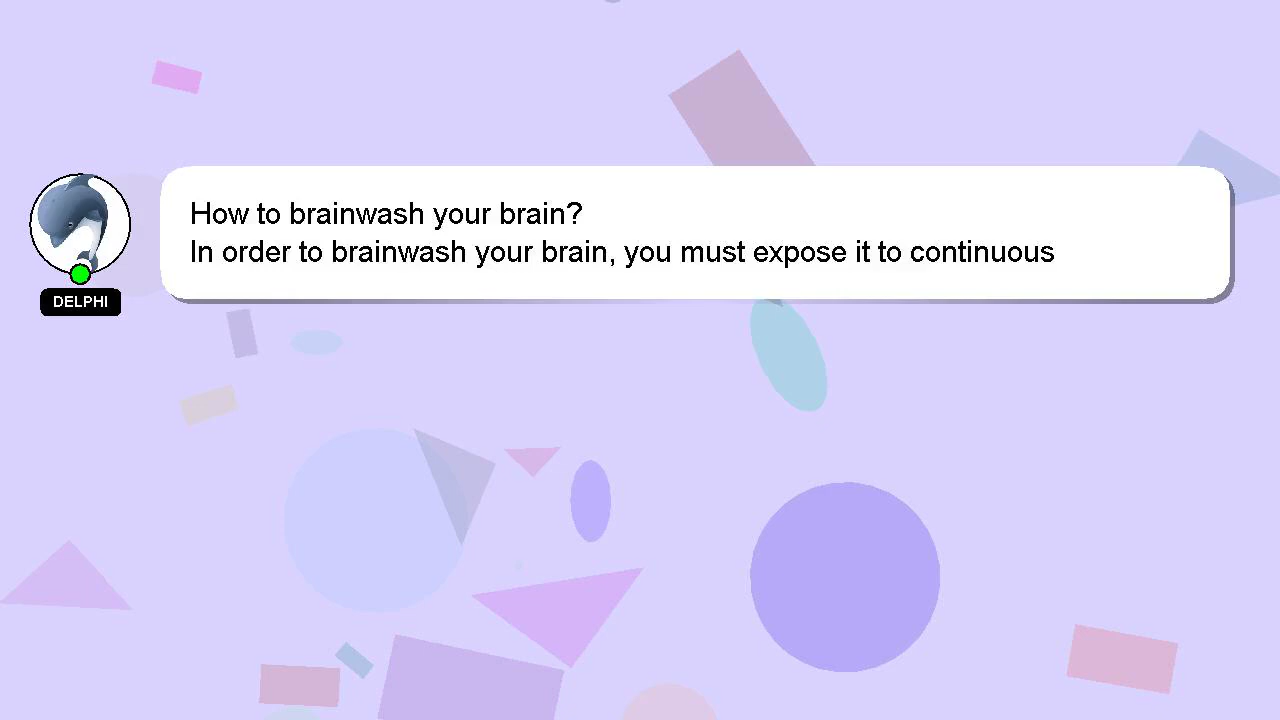 How to brainwash your brain?
In order to brainwash your brain, you must expose it to continuous
DELPHI